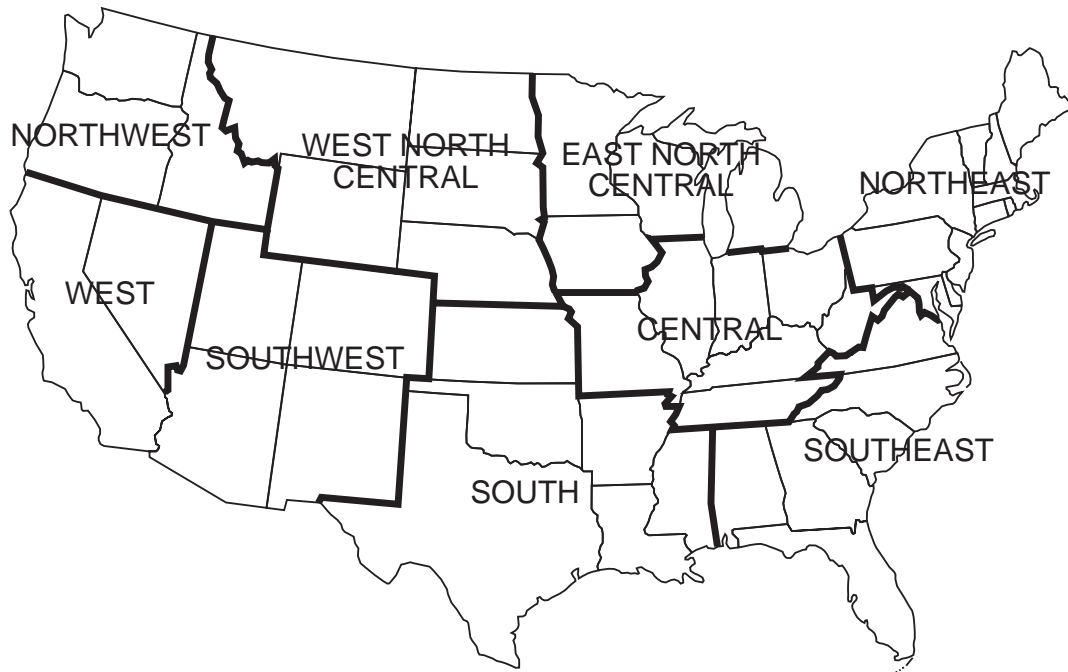 NORTHWEST
WEST NORTH
CENTRAL
EAST NORTH
CENTRAL
NORTHEAST
WEST
SOUTHWEST
CENTRAL
SOUTHEAST
SOUTH